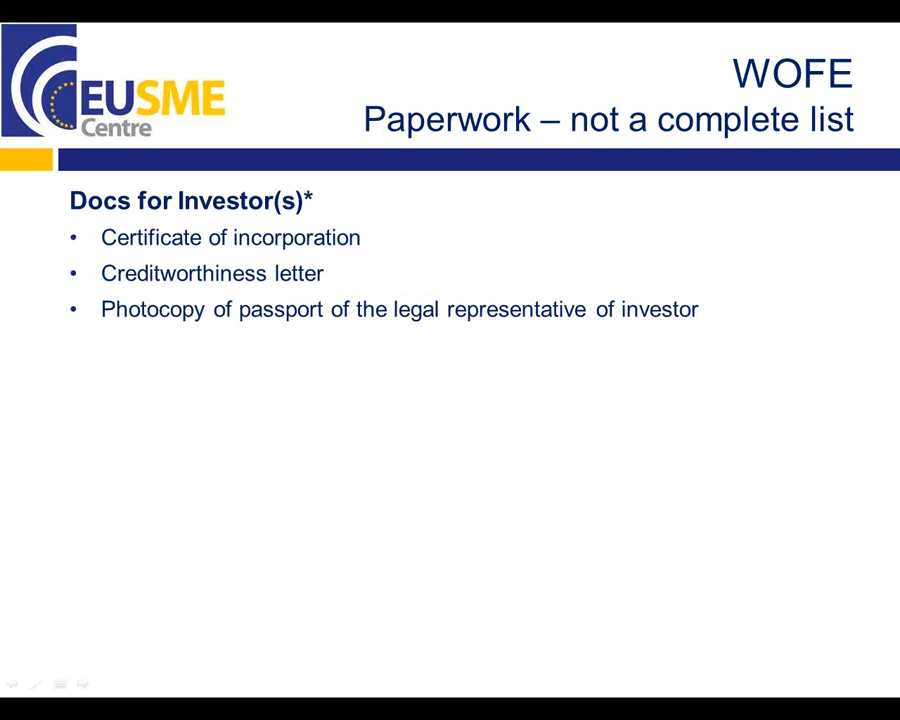 EUSME
Centre
WOFE
Paperwork – not a complete list
Docs for Investor(s)*
• Certificate of incorporation
• Creditworthiness letter
• Photocopy of passport of the legal representative of investor